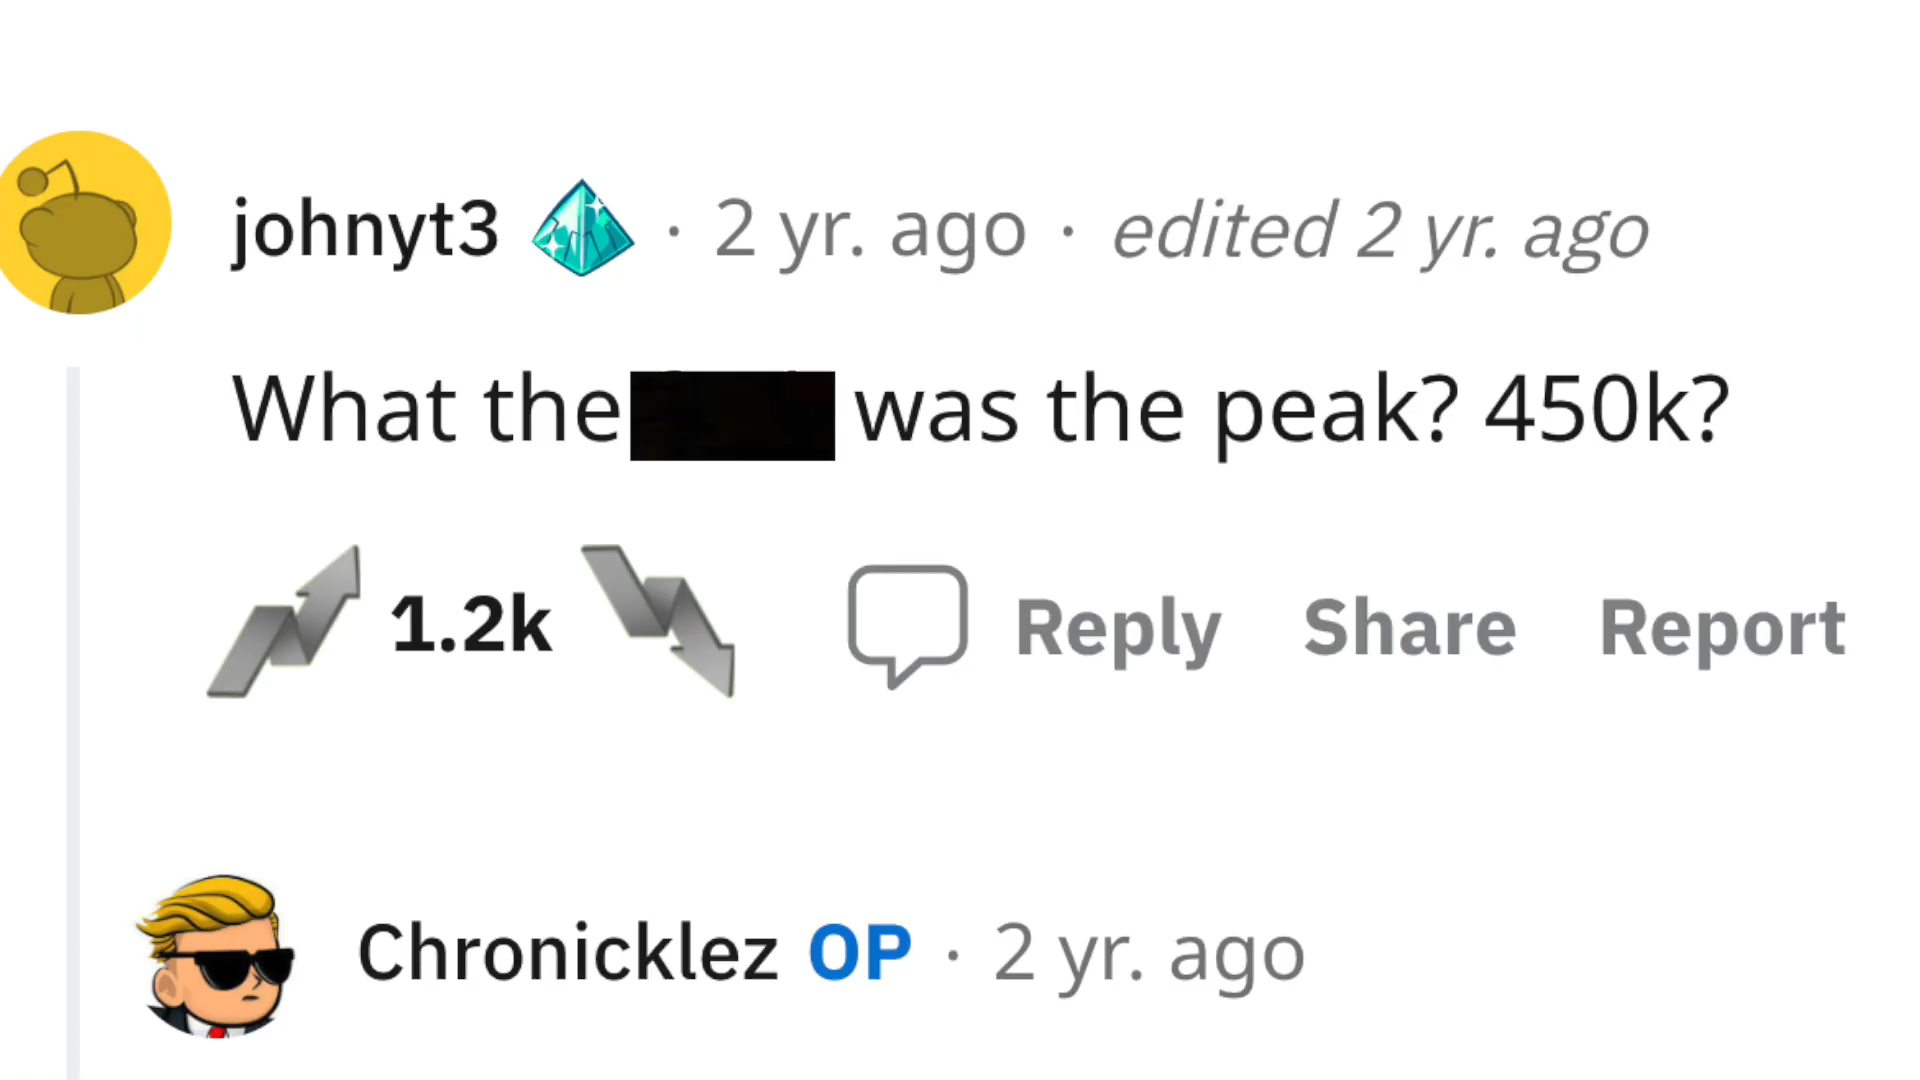 johnyt3 · 2 yr. ago · edited 2 yr. ago
What the was the peak? 450k?
1.2k Reply Share Report
Chronicklez OP · 2 yr. ago